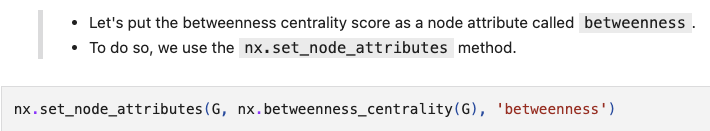 Let's put the betweenness centrality score as a node attribute called betweenness.
To do so, we use the nx.set_node_attributes method.
nx.set_node_attributes(G, nx.betweenness_centrality(G), 'betweenness')